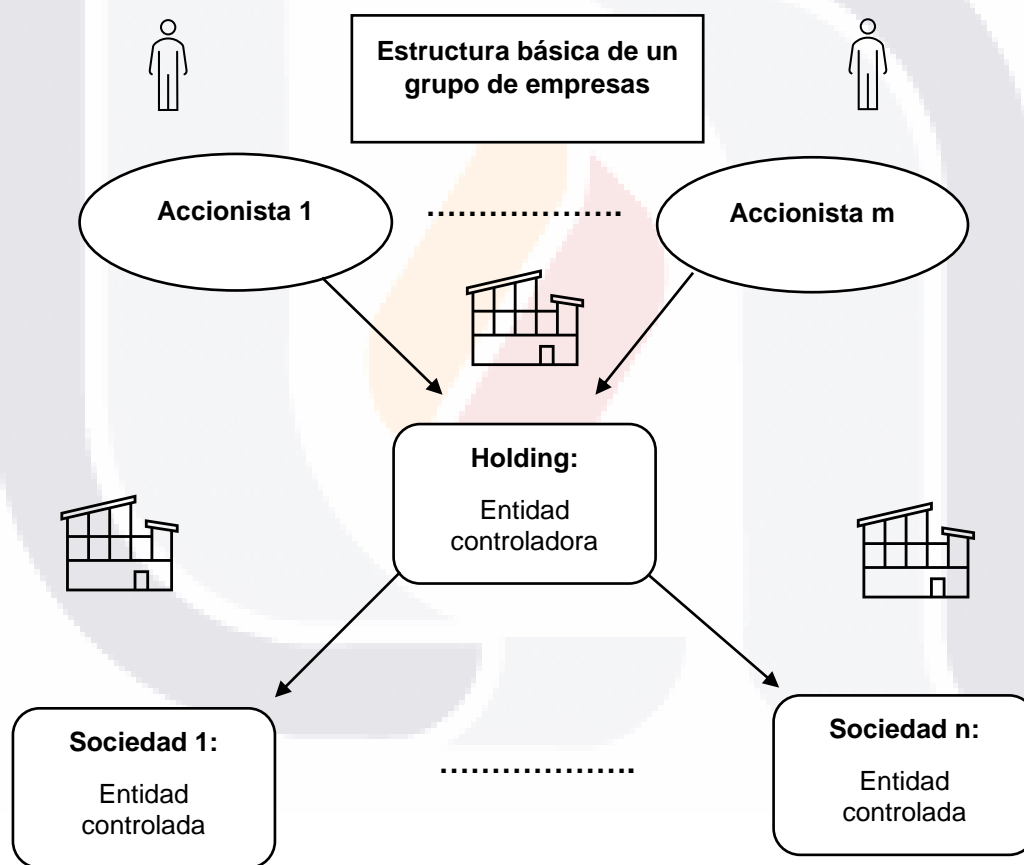 Estructura básica de un
grupo de empresas
Accionista 1
………………..
Accionista m
Holding:
Entidad
controladora
Sociedad 1:
Entidad
controlada
………………..
Sociedad n:
Entidad
controlada